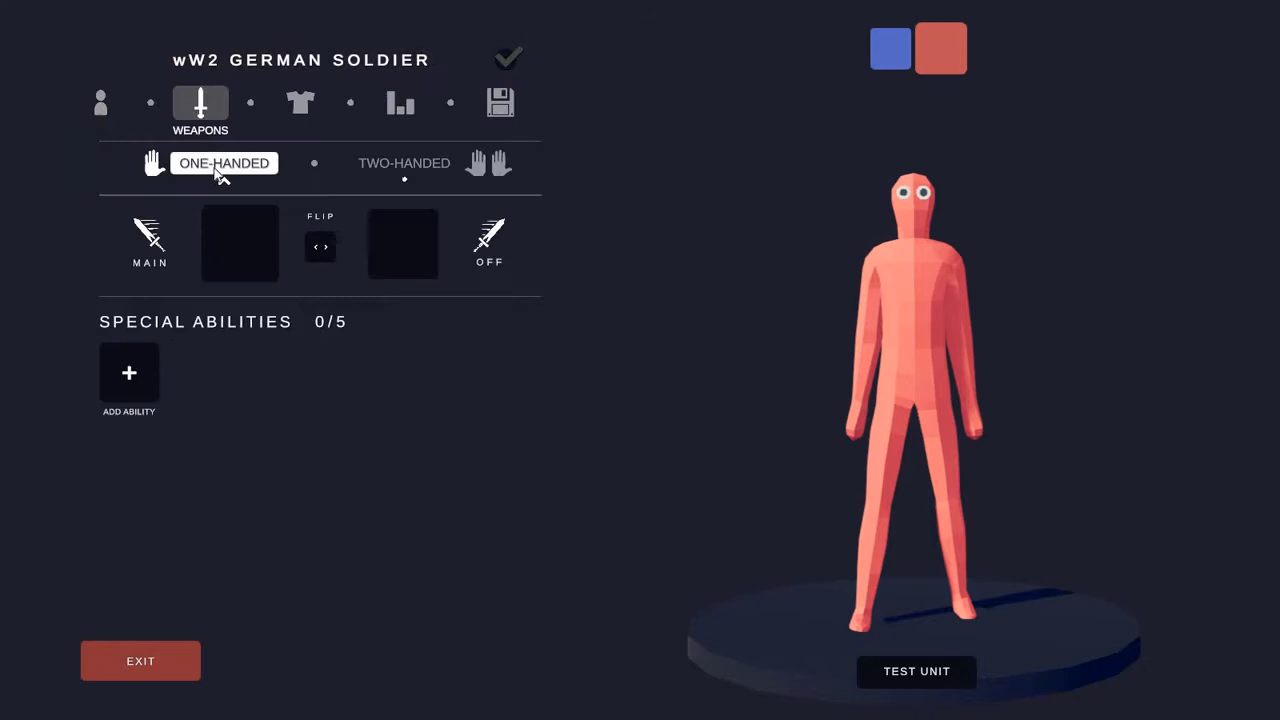 wW2 GERMAN SOLDIER
WEAPONS
ONE-HANDED
TWO-HANDED
FLIP
MAIN
OFF
SPECIAL ABILITIES 0/5
+
ADD ABILITY
EXIT
TEST UNIT